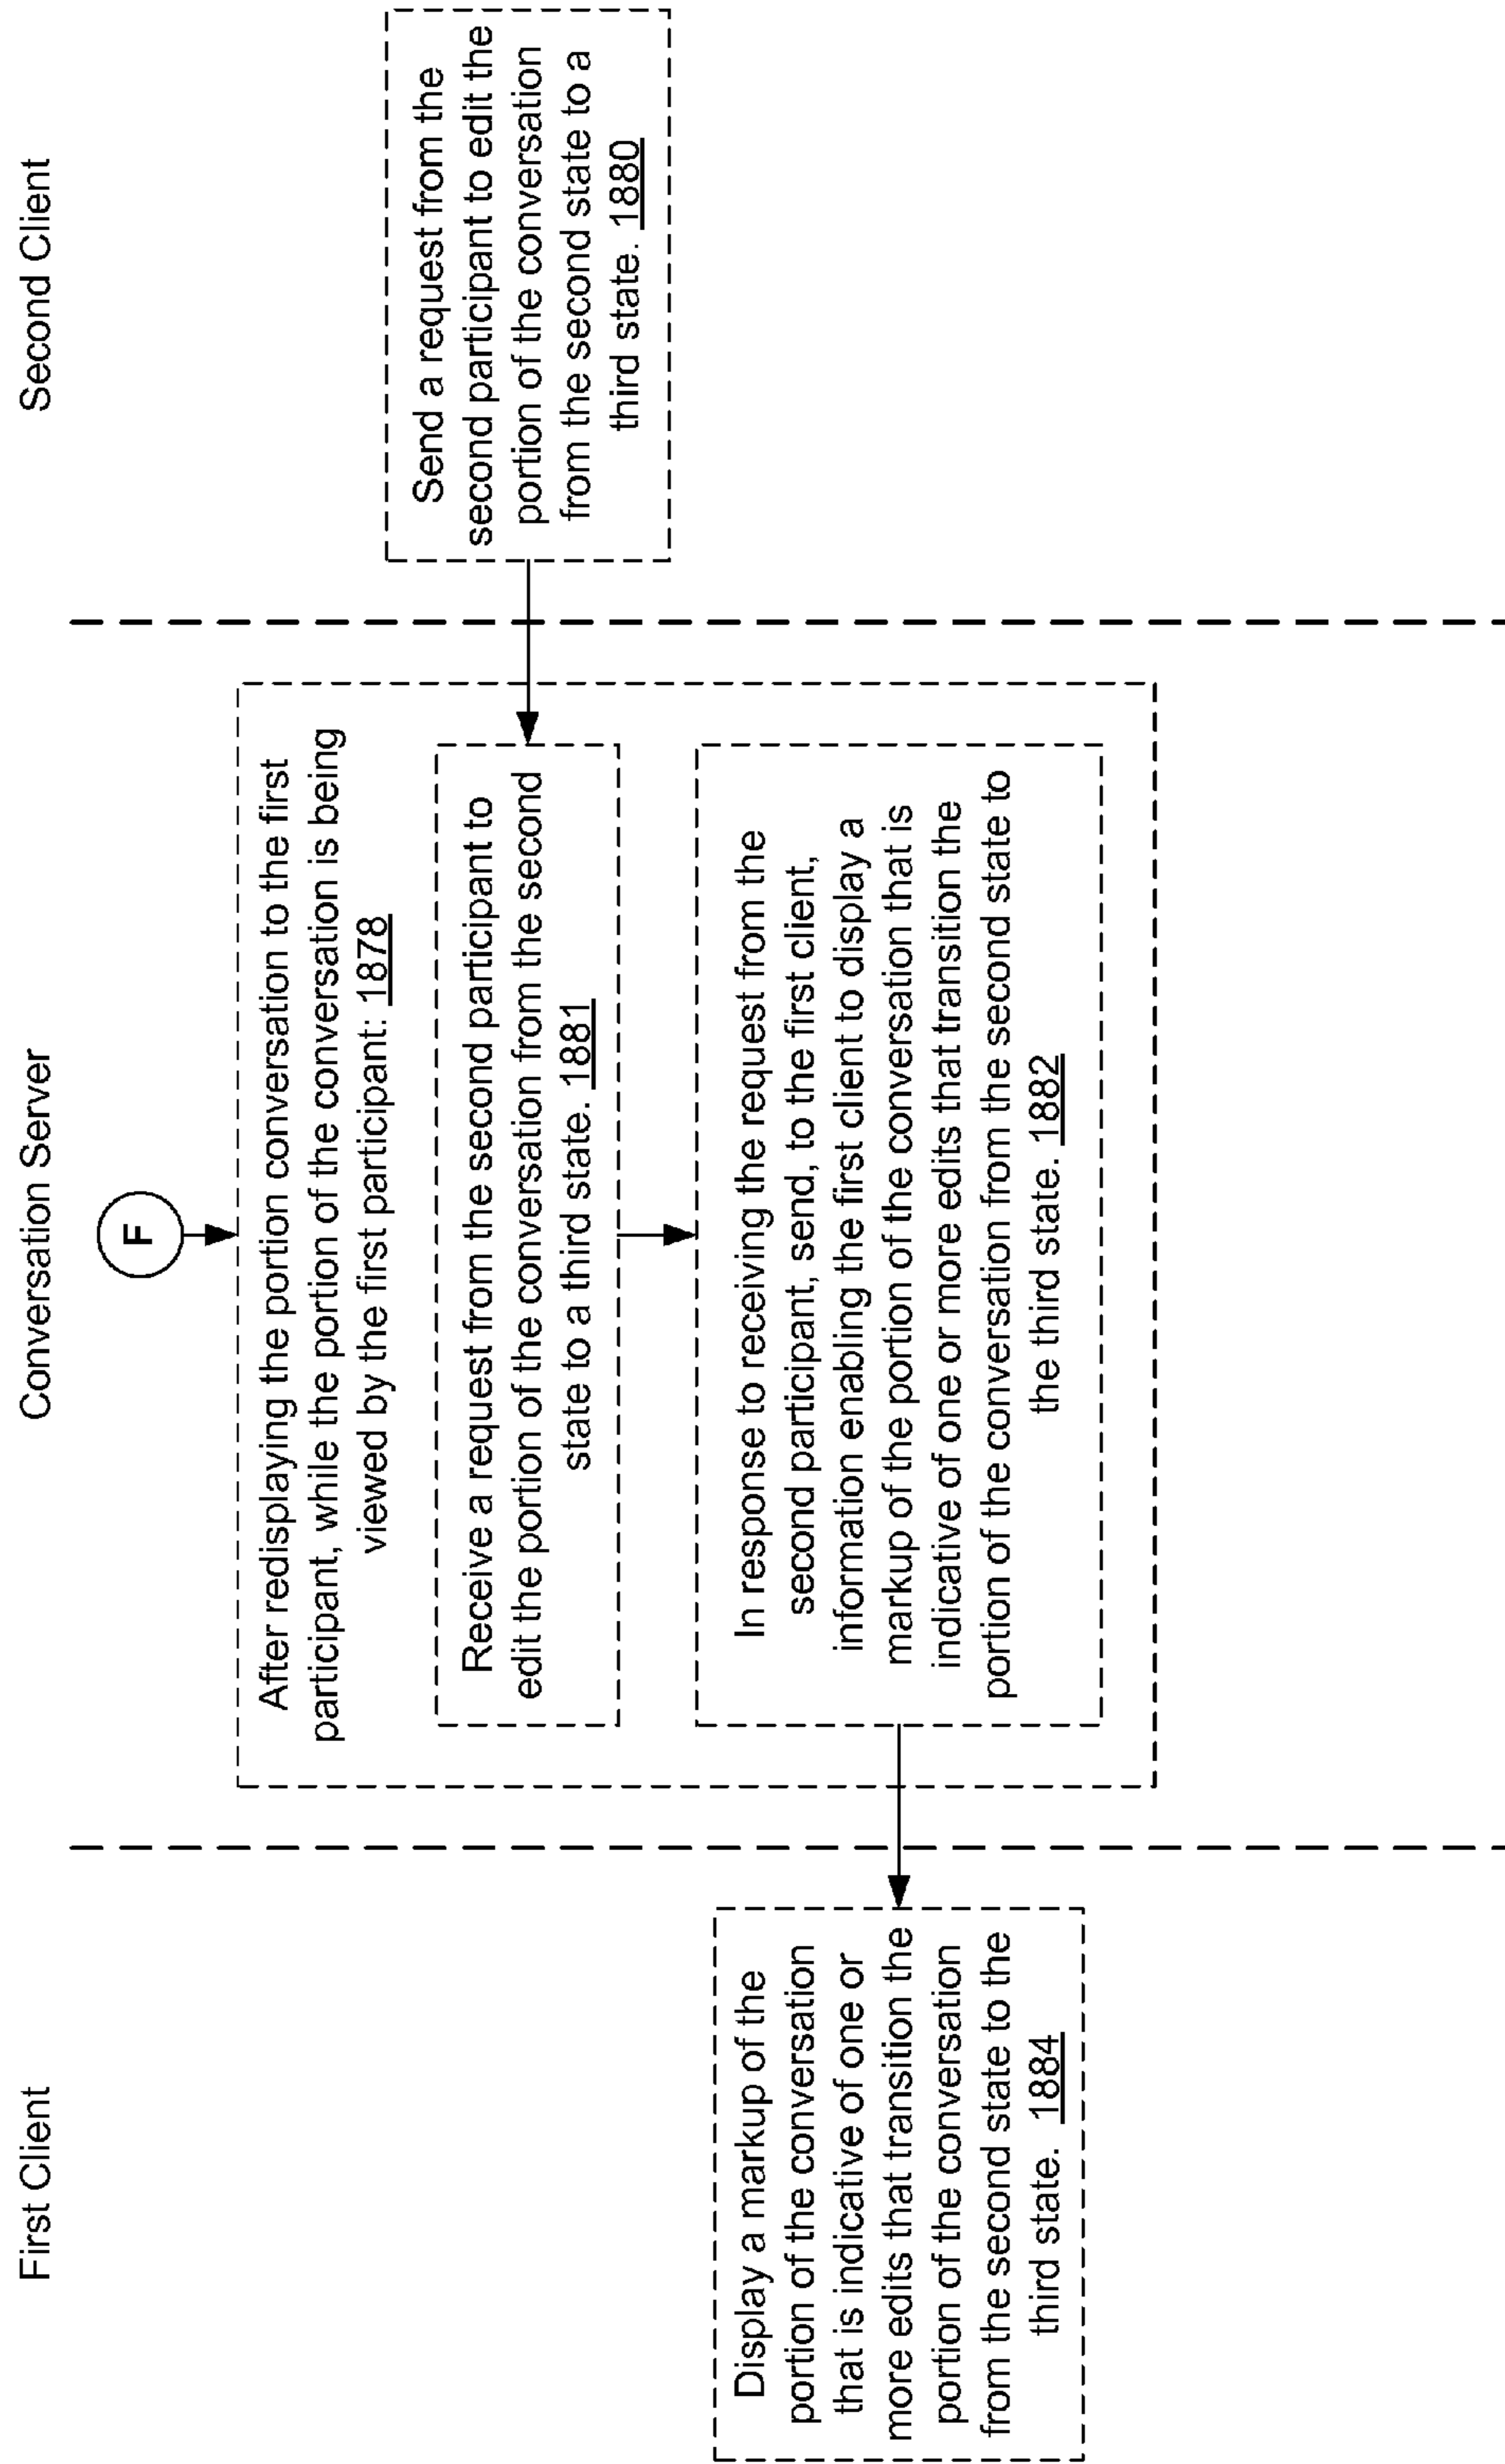 First Client
Conversation Server
Second Client
F
After redisplaying the portion conversation to the first
participant, while the portion of the conversation is being
viewed by the first participant: 1878
Send a request from the
second participant to edit the
portion of the conversation
from the second state to a
third state. 1880
Receive a request from the second participant to
edit the portion of the conversation from the second
state to a third state. 1881
In response to receiving the request from the
second participant, send, to the first client,
information enabling the first client to display a
markup of the portion of the conversation that is
indicative of one or more edits that transition the
portion of the conversation from the second state to
the third state. 1882
Display a markup of the
portion of the conversation
that is indicative of one or
more edits that transition the
portion of the conversation
from the second state to the
third state. 1884